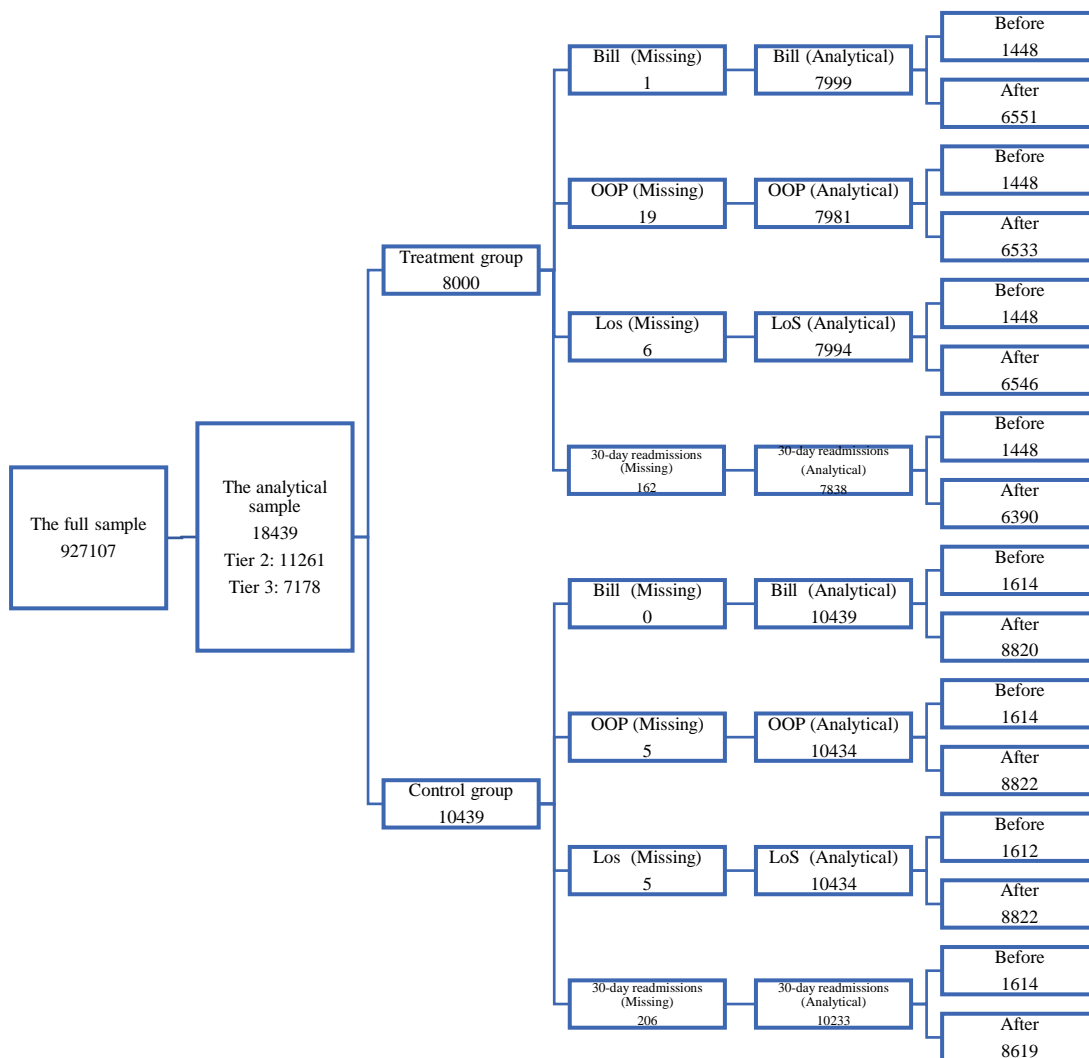 The full sample
927107
The analytical
sample
18439
Tier 2: 11261
Tier 3: 7178
Treatment group
8000
Bill (Missing)
1
Bill (Analytical)
7999
Before
1448
After
6551
OOP (Missing)
19
OOP (Analytical)
7981
Before
1448
After
6533
Los (Missing)
6
LoS (Analytical)
7994
Before
1448
After
6546
30-day readmissions
(Missing)
162
30-day readmissions
(Analytical)
7838
Before
1448
After
6390
Control group
10439
Bill (Missing)
0
Bill (Analytical)
10439
Before
1614
After
8820
OOP (Missing)
5
OOP (Analytical)
10434
Before
1614
After
8822
Los (Missing)
5
LoS (Analytical)
10434
Before
1612
After
8822
30-day readmissions
(Missing)
206
30-day readmissions
(Analytical)
10233
Before
1614
After
8619